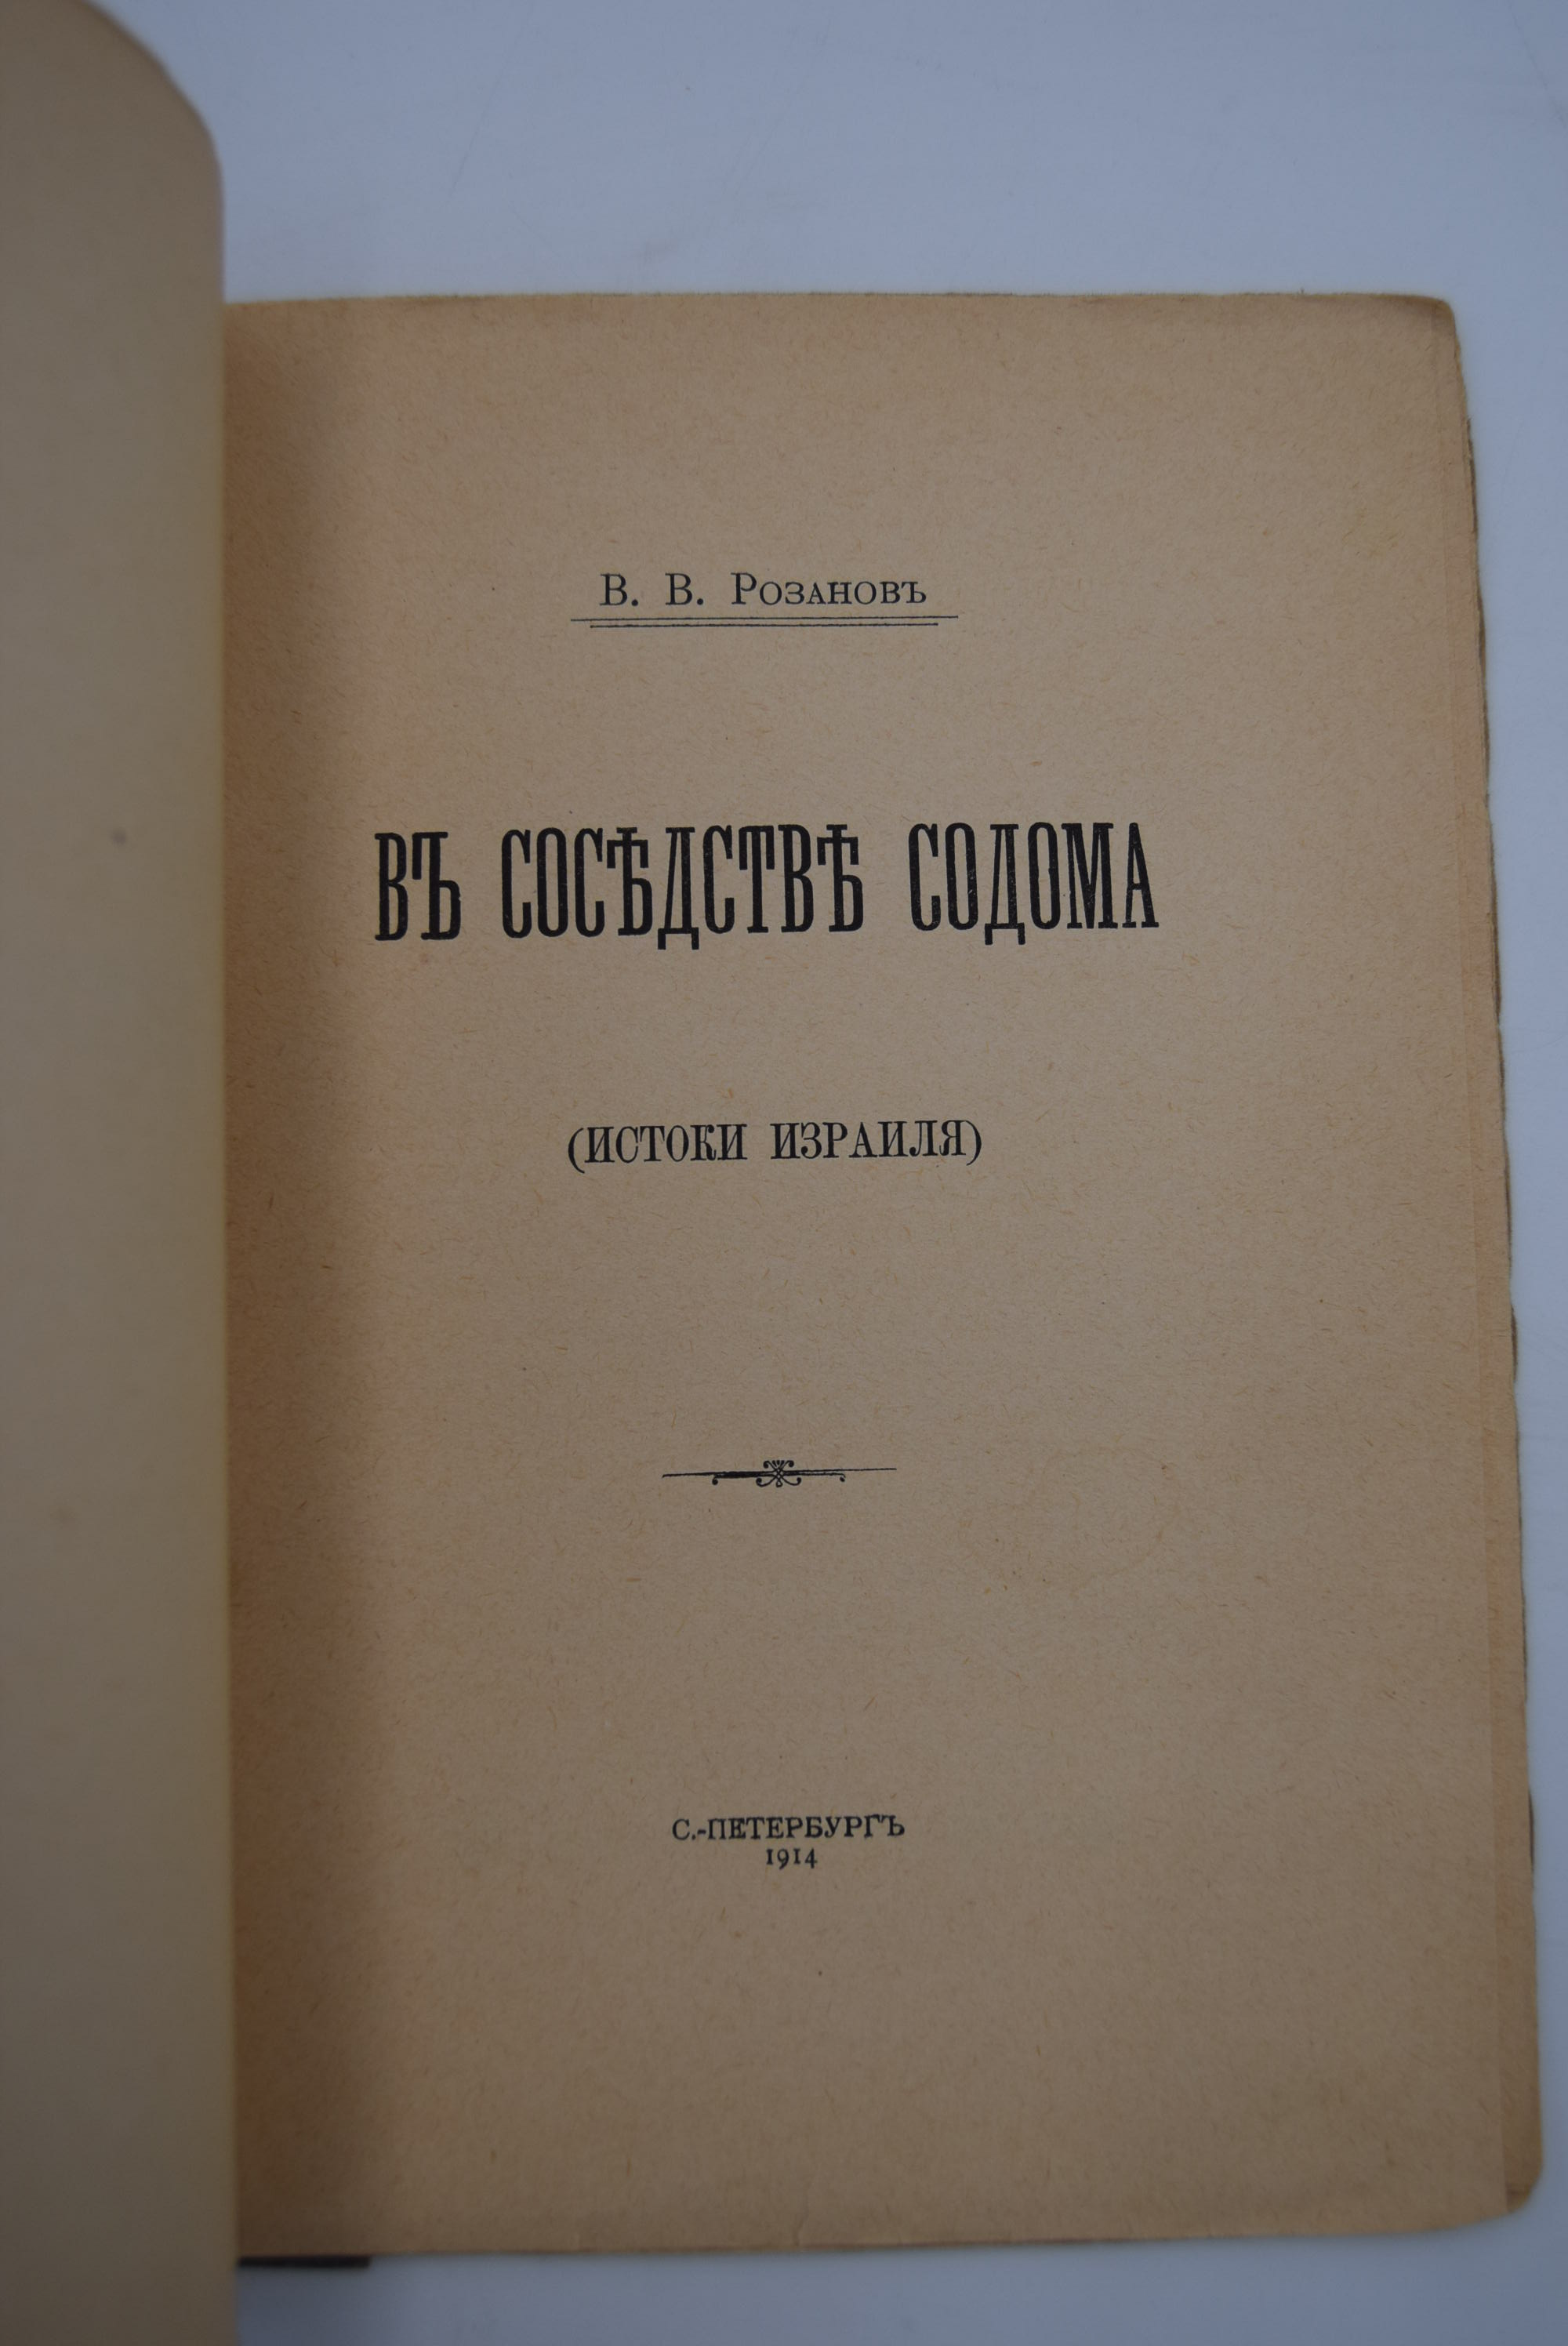 В. В. Розановъ
ВЪ СОСѢДСТВѢ СОДОМА
(ИСТОКИ ИЗРАИЛЯ)
С.-ПЕТЕРБУРГЪ
1914